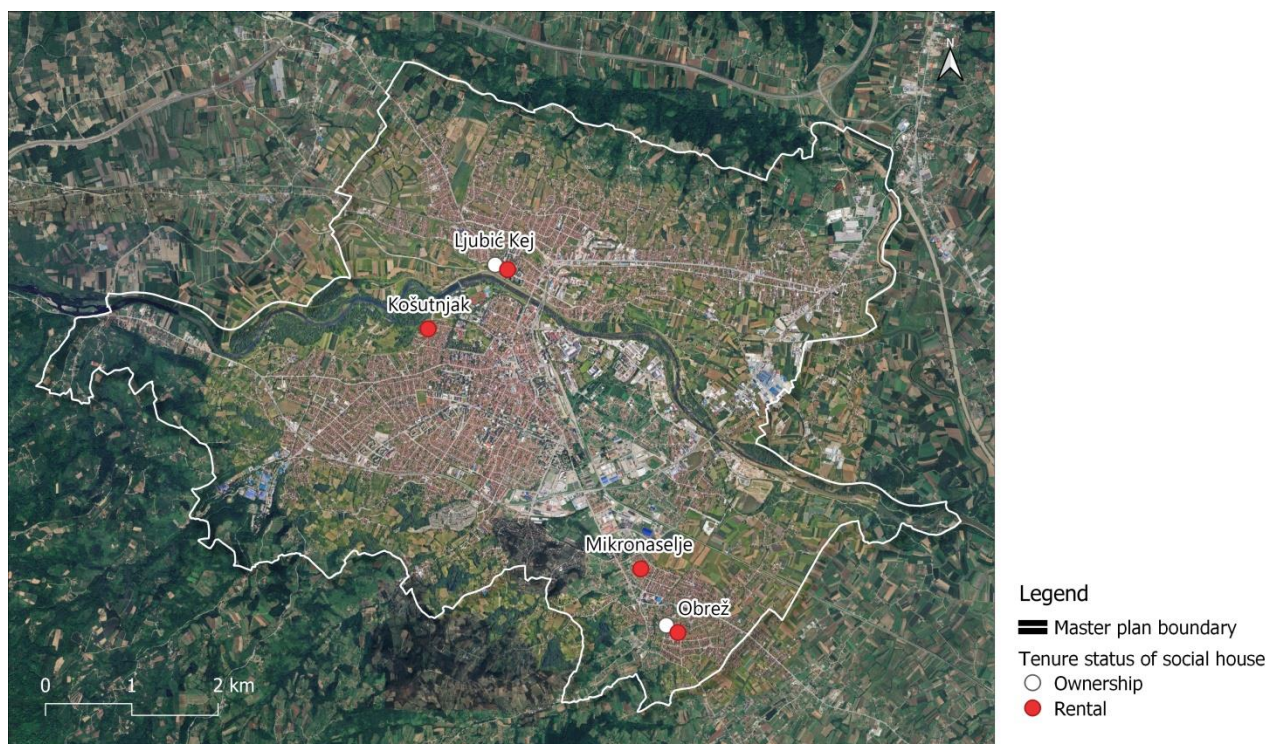 N
Ljubić Kej
Košutnjak
Mikronaselje
Obrež
0 1 2 km
Legend
Master plan boundary
Tenure status of social house
Ownership
Rental